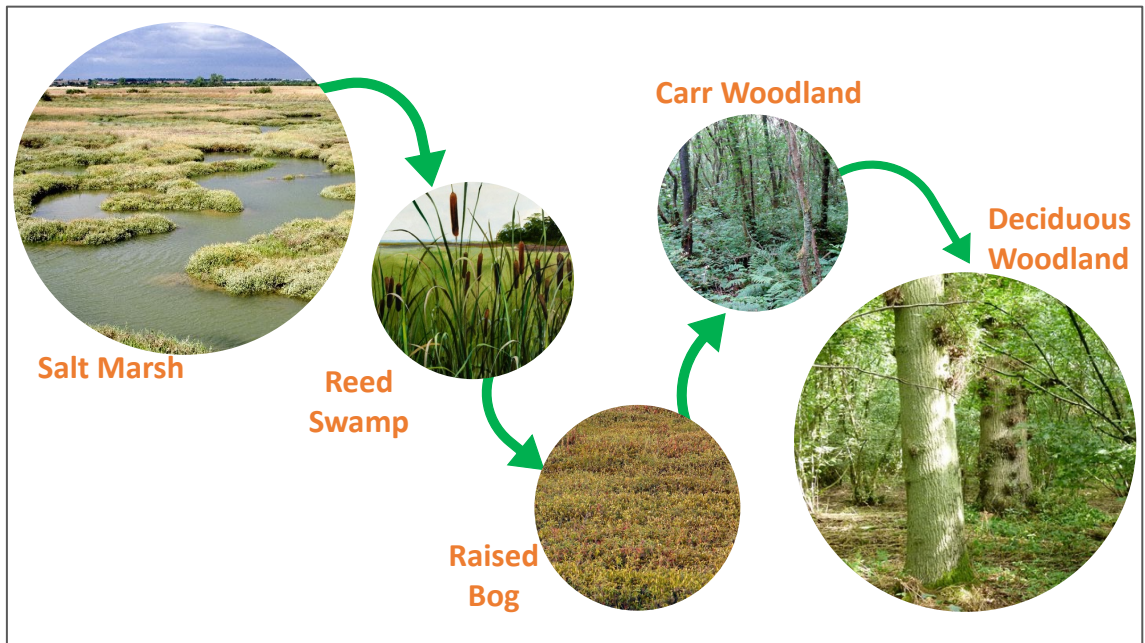 Salt Marsh
Reed
Swamp
Raised
Bog
Carr Woodland
Deciduous
Woodland